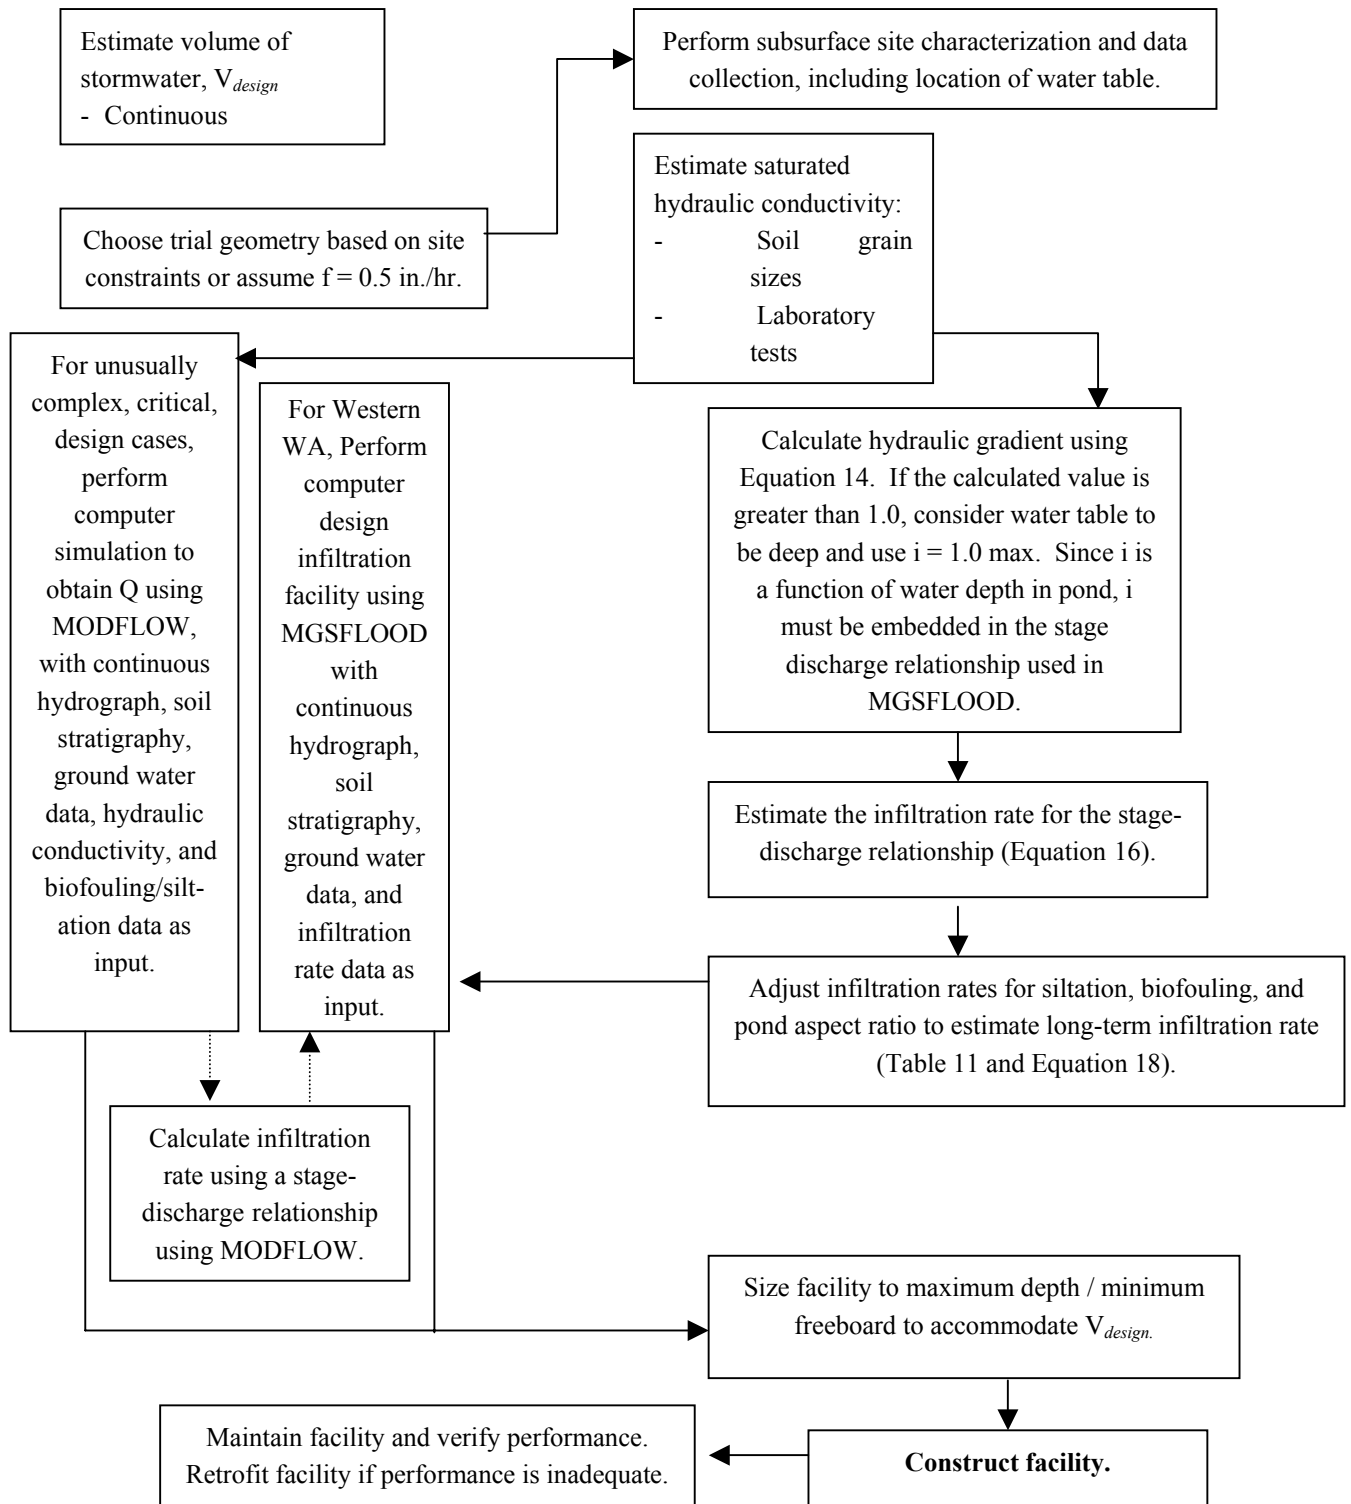 Estimate volume of
stormwater, Vdesign
- Continuous
Perform subsurface site characterization and data
collection, including location of water table.
Choose trial geometry based on site
constraints or assume f = 0.5 in./hr.
Estimate saturated
hydraulic conductivity:
- Soil grain
sizes
- Laboratory
tests
For unusually
complex, critical,
design cases,
perform
computer
simulation to
obtain Q using
MODFLOW,
with continuous
hydrograph, soil
stratigraphy,
ground water
data, hydraulic
conductivity, and
biofouling/silt-
ation data as
input.
For Western
WA, Perform
computer
design
infiltration
facility using
MGSFLOOD
with
continuous
hydrograph,
soil
stratigraphy,
ground water
data, and
infiltration
rate data as
input.
Calculate hydraulic gradient using
Equation 14. If the calculated value is
greater than 1.0, consider water table to
be deep and use i = 1.0 max. Since i is
a function of water depth in pond, i
must be embedded in the stage
discharge relationship used in
MGSFLOOD.
Estimate the infiltration rate for the stage-
discharge relationship (Equation 16).
Adjust infiltration rates for siltation, biofouling, and
pond aspect ratio to estimate long-term infiltration rate
(Table 11 and Equation 18).
Calculate infiltration
rate using a stage-
discharge relationship
using MODFLOW.
Size facility to maximum depth / minimum
freeboard to accommodate Vdesign.
Construct facility.
Maintain facility and verify performance.
Retrofit facility if performance is inadequate.